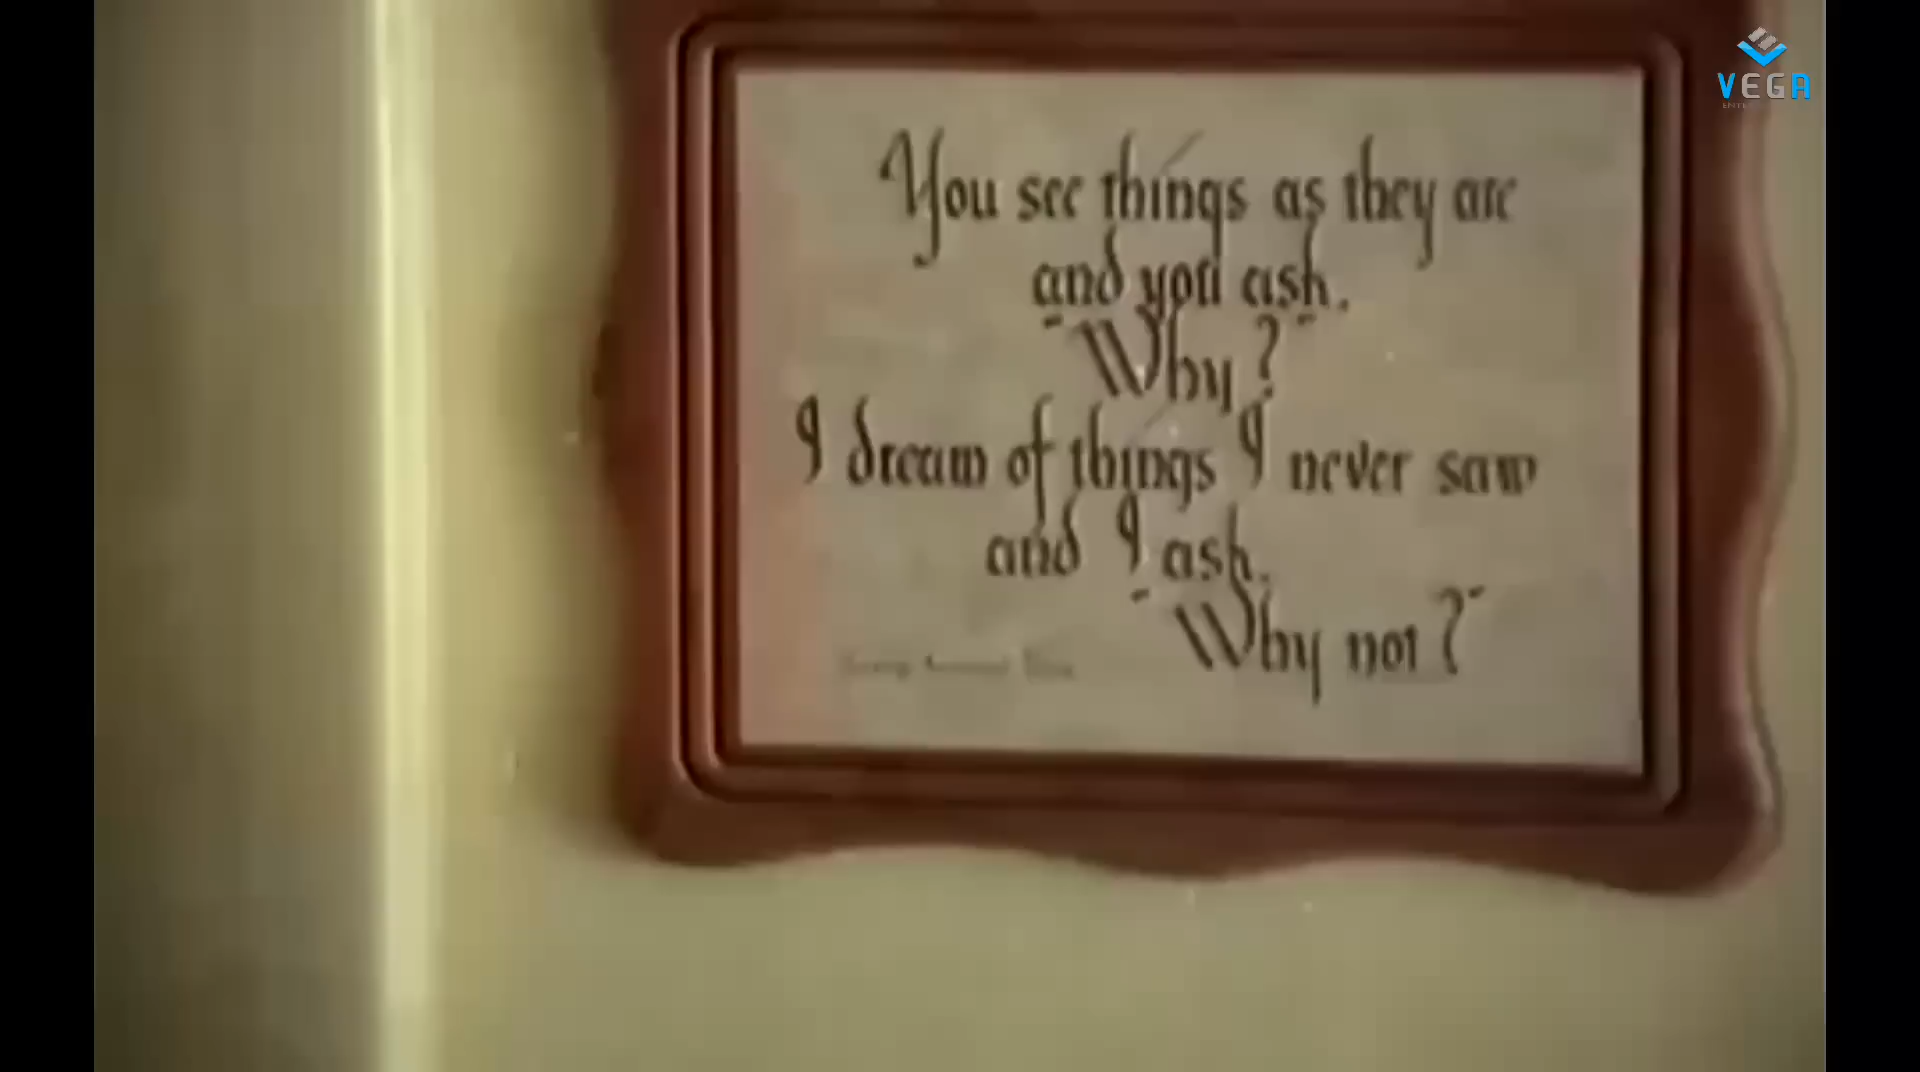 You see things as they are
and you ask.
"Why?"
I dream of things I never saw
and I ask.
"Why not?"
VEGA